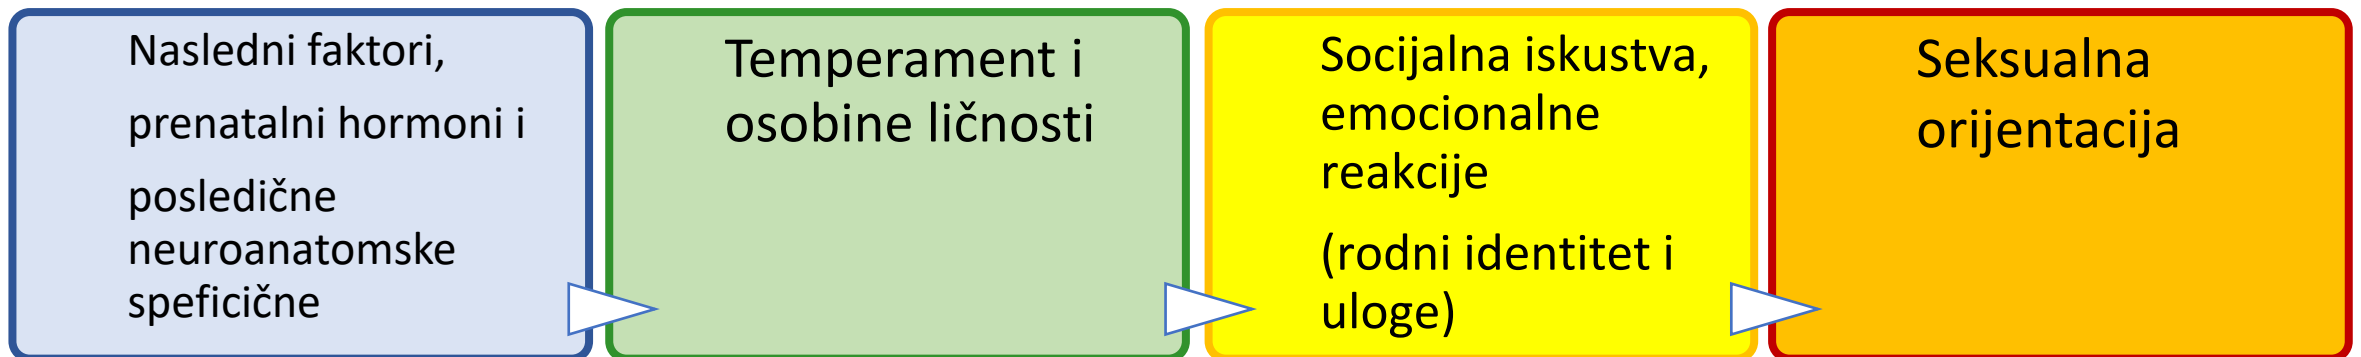 Nasledni faktori,
prenatalni hormoni i
posledične
neuroanatomske
speficične
Temperament i
osobine ličnosti
Socijalna iskustva,
emocionalne
reakcije
(rodni identitet i
uloge)
Seksualna
orijentacija